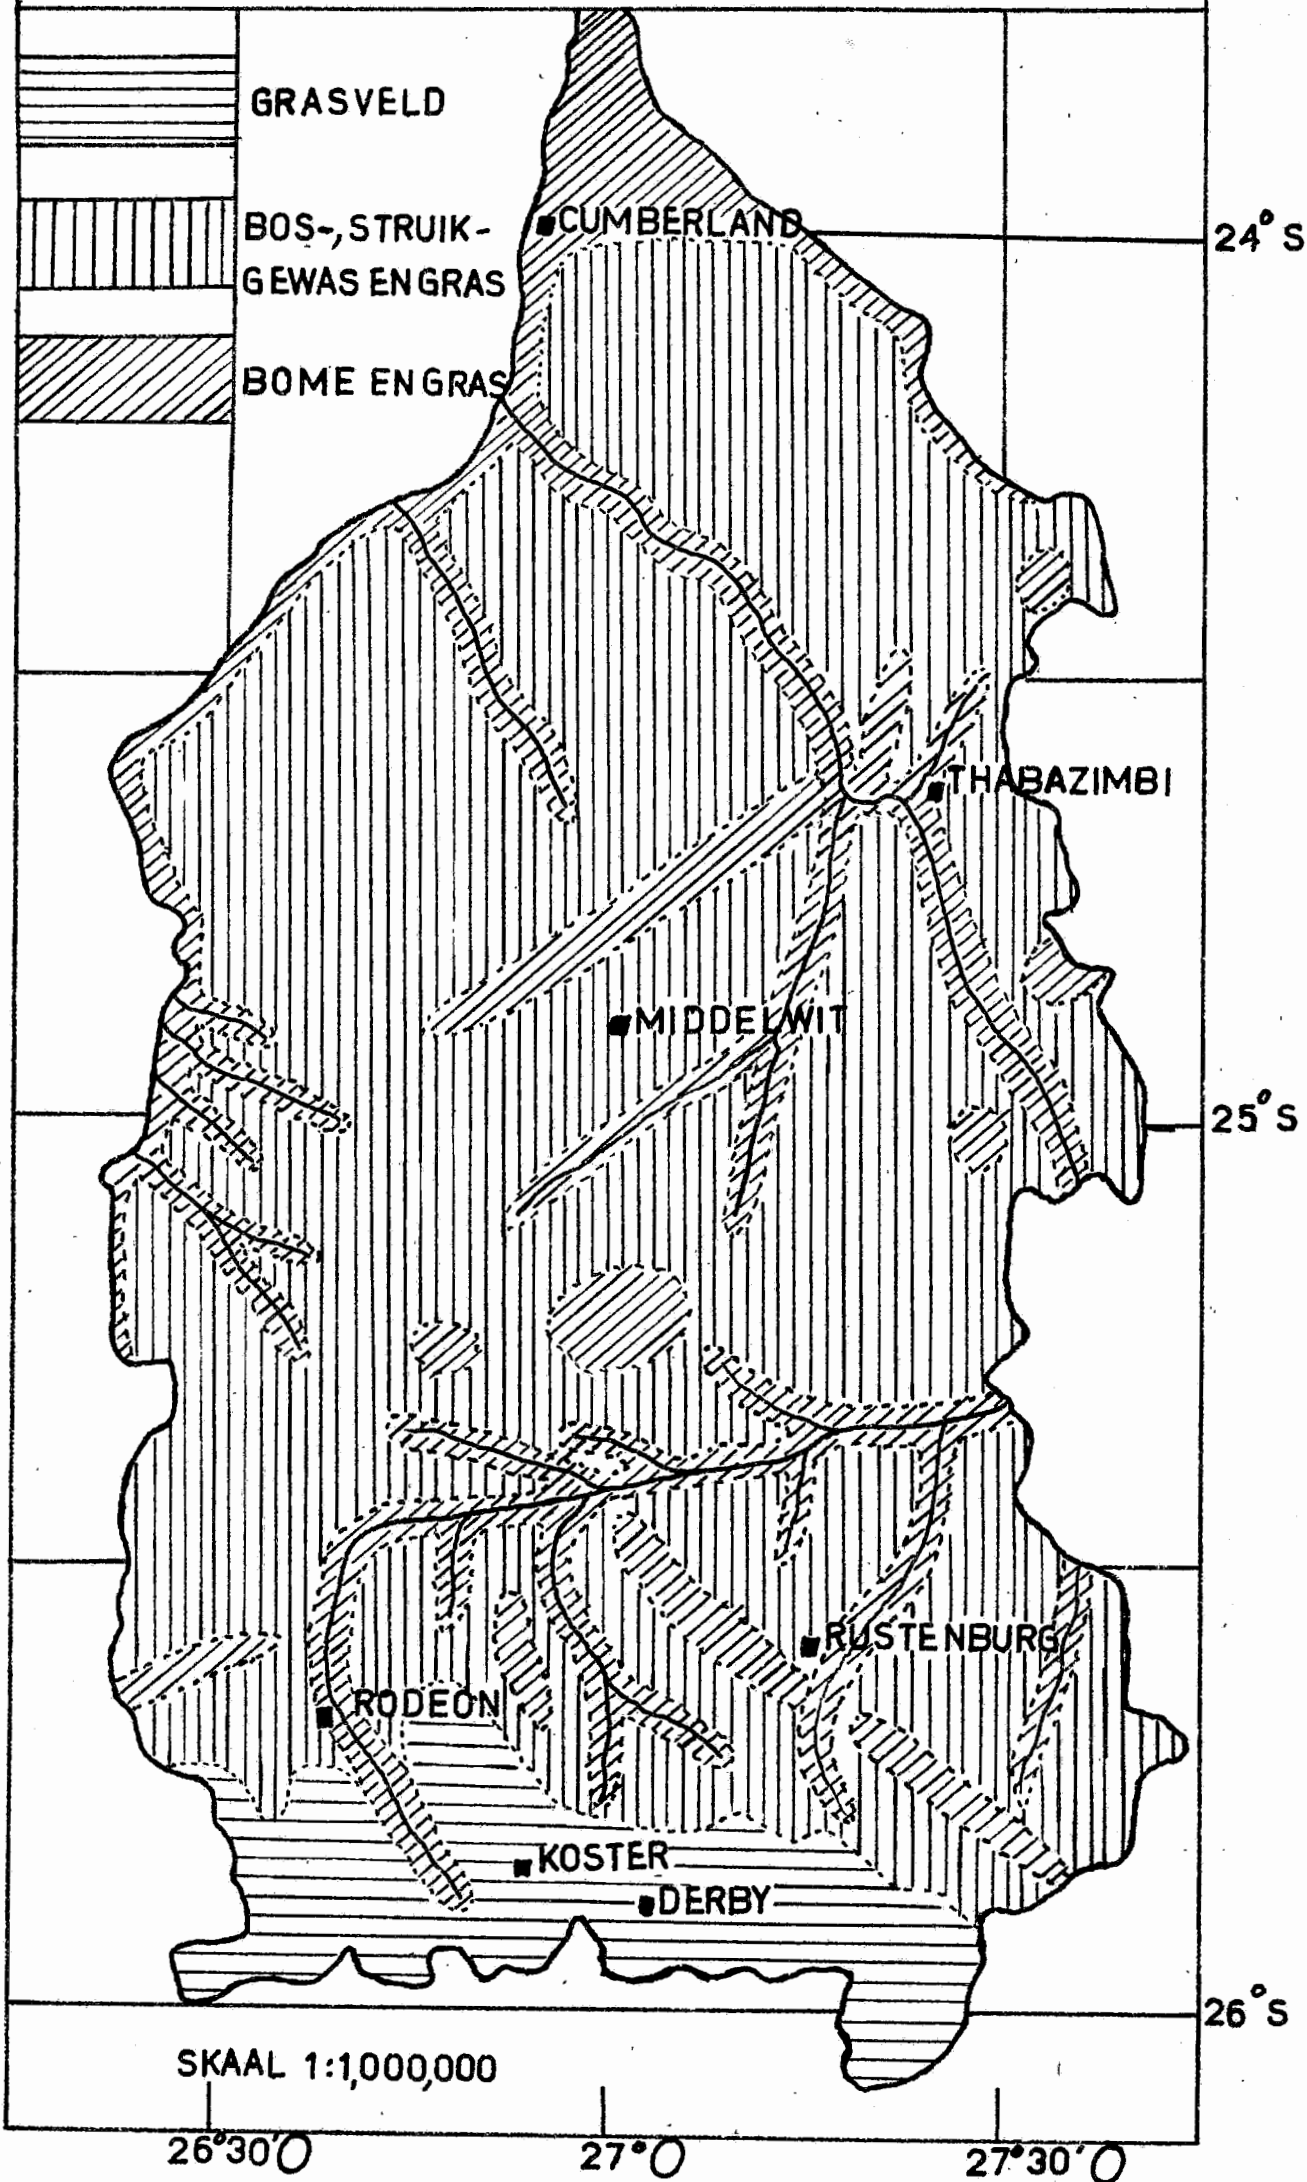 GRASVELD
BOS-, STRUIK-
GEWAS EN GRAS
BOME EN GRAS
CUMBERLAND
24°S
THABAZIMBI
MIDDELWIT
25°S
RUSTENBURG
RODEON
KOSTER
DERBY
26°S
SKAAL 1:1,000,000
26°30'O
27°O
27°30'O